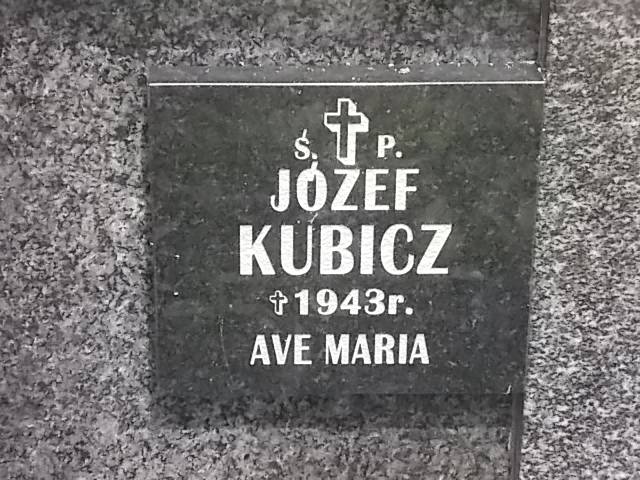 Ś. P.
JÓZEF
KUBICZ
✝ 1943r.
AVE MARIA